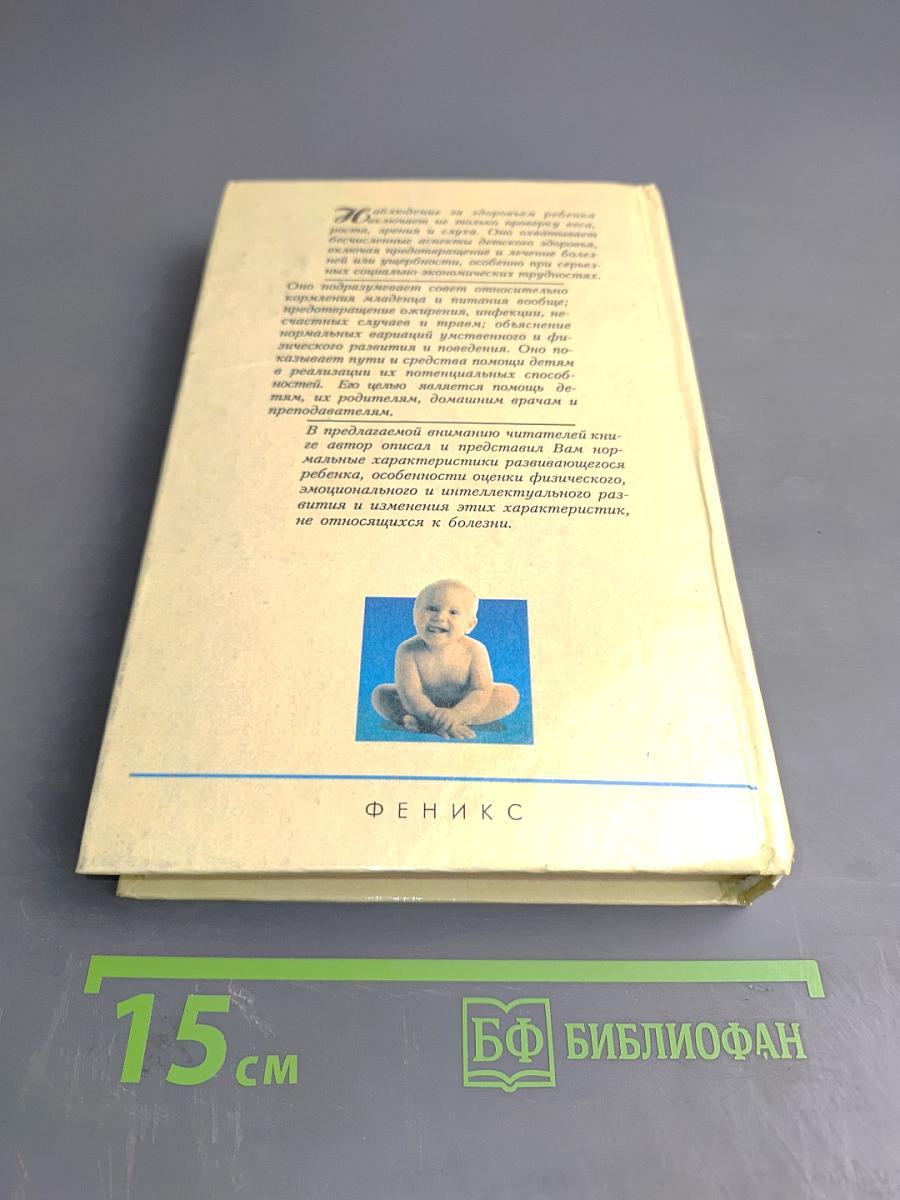 Наблюдение за здоровьем ребенка
включает не только проверку веса,
роста, зрения и слуха. Оно охватывает
бесчисленные аспекты детского здоровья,
включая предотвращение и лечение болез-
ней или ущербности, особенно при серьез-
ных социально-экономических трудностях.
Оно подразумевает совет относительно
кормления младенца и питания вообще;
предотвращение ожирения, инфекции, не-
счастных случаев и травм; объяснение
нормальных вариаций умственного и фи-
зического развития и поведения. Оно по-
казывает пути и средства помощи детям
в реализации их потенциальных способ-
ностей. Его целью является помощь де-
тям, их родителям, домашним врачам и
преподавателям.
В предлагаемой вниманию читателей кни-
ге автор описал и представил Вам нор-
мальные характеристики развивающегося
ребенка, особенности оценки физического,
эмоционального и интеллектуального раз-
вития и изменения этих характеристик,
не относящихся к болезни.
ФЕНИКС
15 см
БФ БИБЛИОФАН